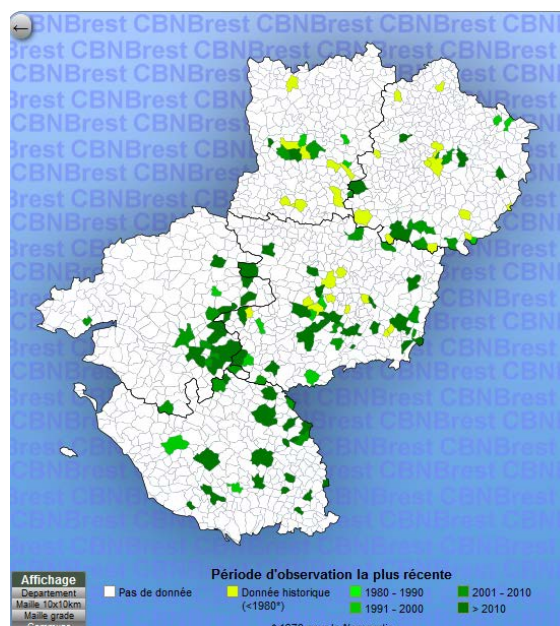 ←
CBNBrest CBNBrest CBNBrest CBNBrest
Affichage
Departement
Maille 10x10km
Maille grade
Commune
Période d'observation la plus récente
Pas de donnée
Donnée historique
(<1980*)
1980 - 1990
1991 - 2000
2001 - 2010
> 2010